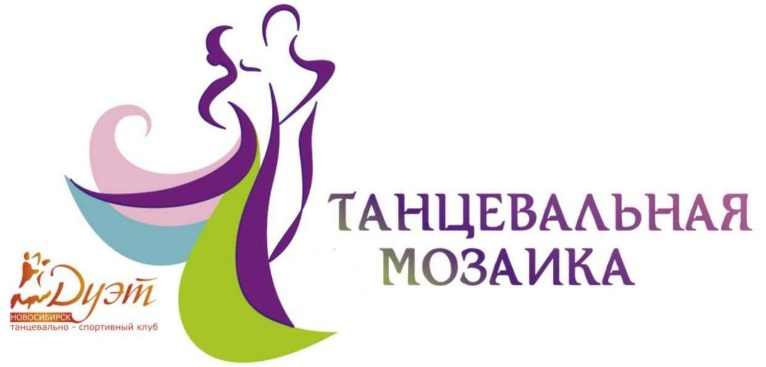 ТАНЦЕВАЛЬНАЯ
МОЗАИКА
Дуэт
НОВОСИБИРСК
танцевально - спортивный клуб